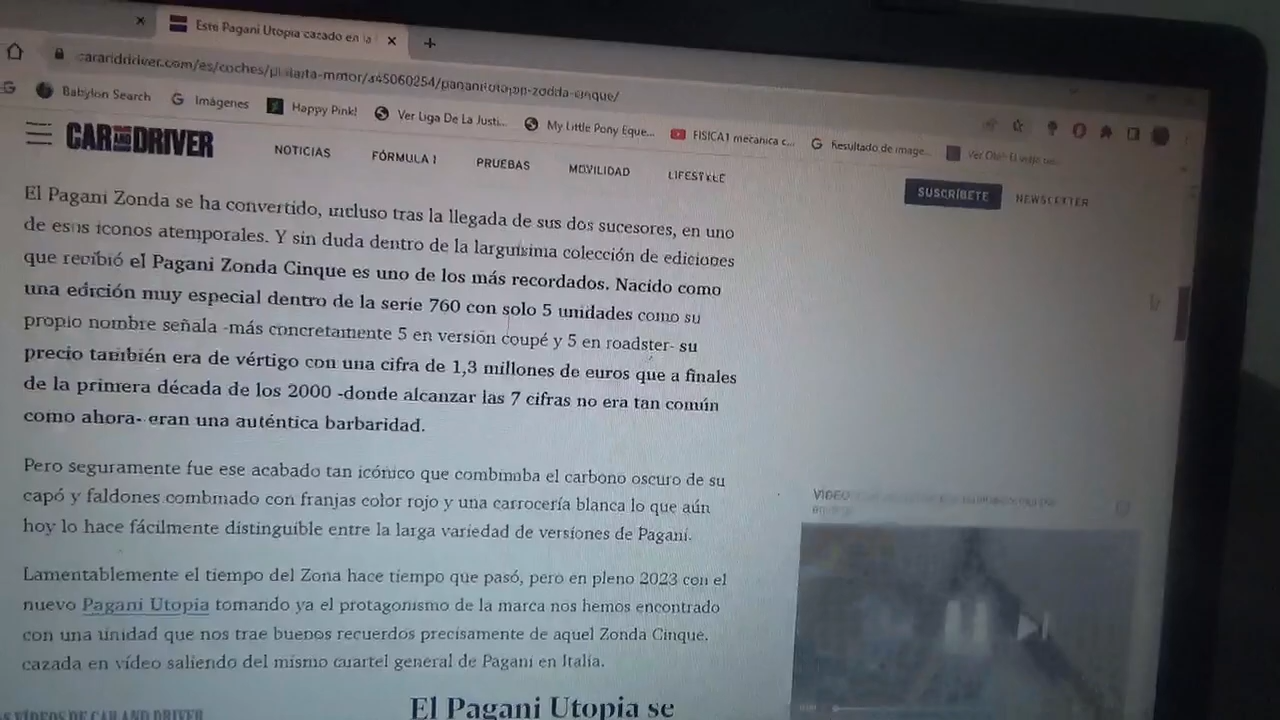 Este Pagani Utopia cazado en la
Babylon Search
Imágenes
Happy Pink!
Ver Liga De La Justi...
My Little Pony Eque...
FISICA1 mecanica c...
Resultado de image...
CAR AND DRIVER
NOTICIAS
FÓRMULA 1
PRUEBAS
MOVILIDAD
LIFESTYLE
SUSCRÍBETE
NEWSLETTER
El Pagani Zonda se ha convertido, incluso tras la llegada de sus dos sucesores, en uno
de esos iconos atemporales. Y sin duda dentro de la larguísima colección de ediciones
que recibió el Pagani Zonda Cinque es uno de los más recordados. Nacido como
una edición muy especial dentro de la serie 760 con solo 5 unidades como su
propio nombre señala -más concretamente 5 en versión coupé y 5 en roadster- su
precio también era de vértigo con una cifra de 1,3 millones de euros que a finales
de la primera década de los 2000 -donde alcanzar las 7 cifras no era tan común
como ahora- eran una auténtica barbaridad.
Pero seguramente fue ese acabado tan icónico que combinaba el carbono oscuro de su
capó y faldones combinado con franjas color rojo y una carrocería blanca lo que aún
hoy lo hace fácilmente distinguible entre la larga variedad de versiones de Pagani.
Lamentablemente el tiempo del Zona hace tiempo que pasó, pero en pleno 2023 con el
nuevo Pagani Utopia tomando ya el protagonismo de la marca nos hemos encontrado
con una unidad que nos trae buenos recuerdos precisamente de aquel Zonda Cinque,
cazada en vídeo saliendo del mismo cuartel general de Pagani en Italia.
VÍDEO
VÍDEOS DE CAR AND DRIVER
El Pagani Utopia se